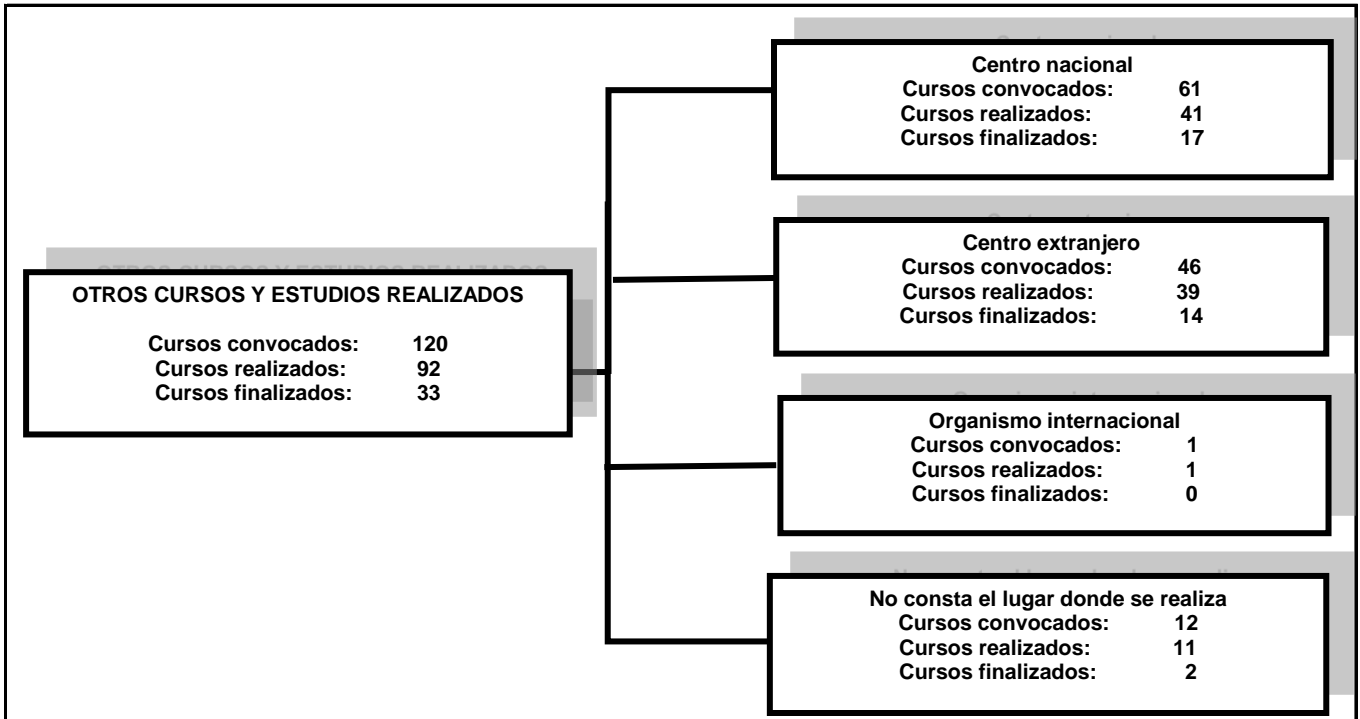 OTROS CURSOS Y ESTUDIOS REALIZADOS
Cursos convocados: 120
Cursos realizados: 92
Cursos finalizados: 33
Centro nacional
Cursos convocados: 61
Cursos realizados: 41
Cursos finalizados: 17
Centro extranjero
Cursos convocados: 46
Cursos realizados: 39
Cursos finalizados: 14
Organismo internacional
Cursos convocados: 1
Cursos realizados: 1
Cursos finalizados: 0
No consta el lugar donde se realiza
Cursos convocados: 12
Cursos realizados: 11
Cursos finalizados: 2